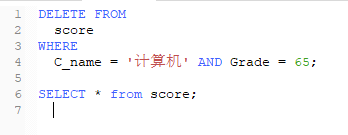 1 DELETE FROM
2 score
3 WHERE
4 C_name = '计算机' AND Grade = 65;
5
6 SELECT * from score;
7